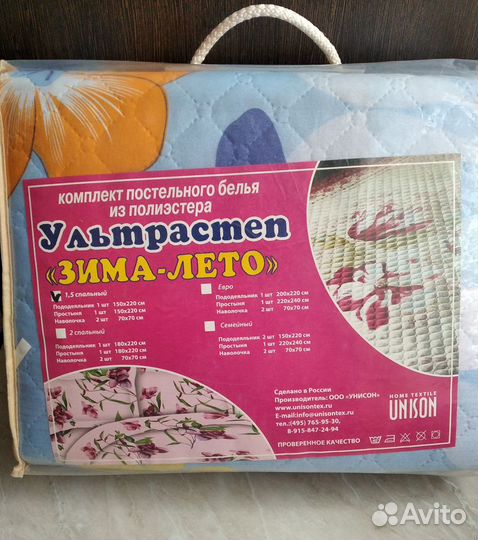 комплект постельного белья
из полиэстера
Ультрастеп
«ЗИМА-ЛЕТО»
1,5 спальный
Пододеяльник 1 шт 150х220 см
Простыня 1 шт 150х220 см
Наволочка 2 шт 70х70 см
2 спальный
Пододеяльник 1 шт 180х220 см
Простыня 1 шт 180х220 см
Наволочка 2 шт 70х70 см
Евро
Пододеяльник 1 шт 200х220 см
Простыня 1 шт 220х240 см
Наволочка 2 шт 70х70 см
Семейный
Пододеяльник 2 шт 150х220 см
Простыня 1 шт 220х240 см
Наволочка 2 шт 70х70 см
Сделано в России
Производитель: ООО «УНИСОН»
www.unisontex.ru
E-mail:info@unisontex.ru
тел.:(495) 765-95-30,
8-915-847-24-94
ПРОВЕРЕННОЕ КАЧЕСТВО
HOME TEXTILE
UNISON
Avito